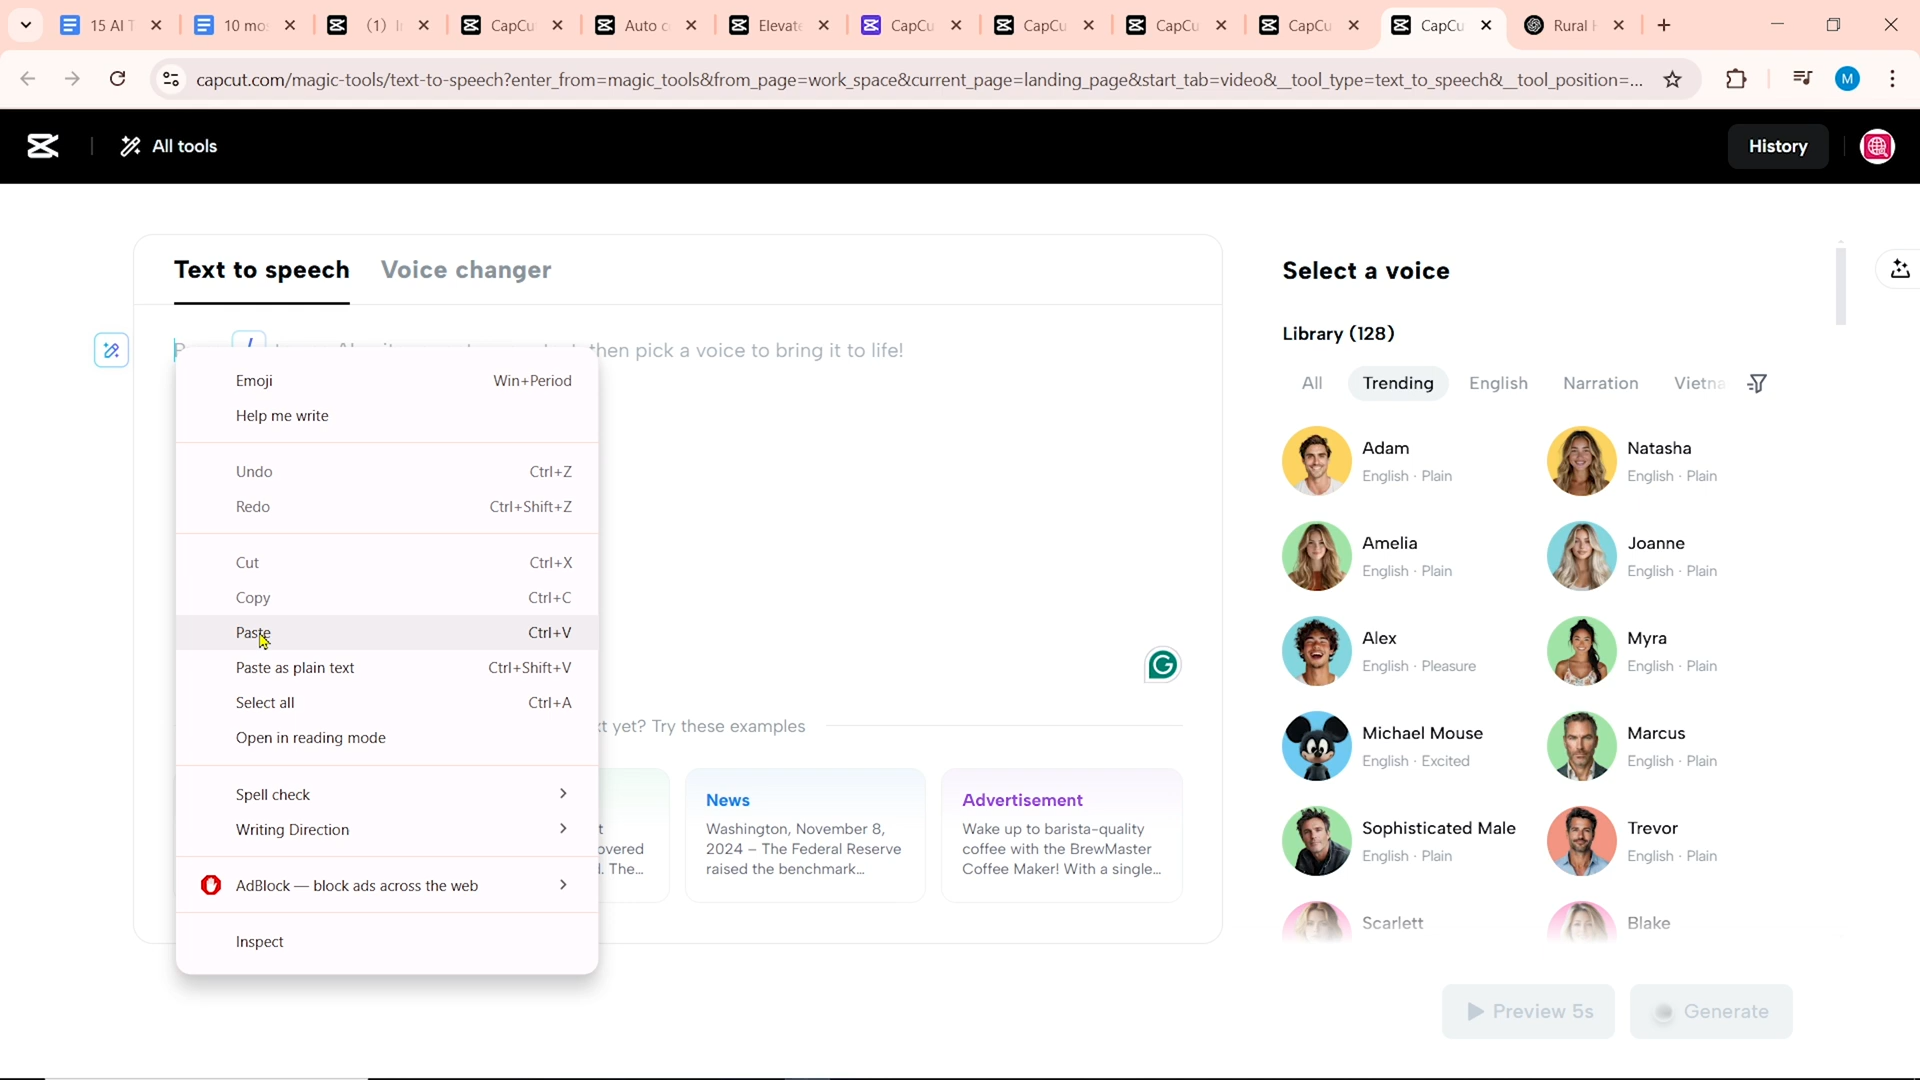 15 AI T
10 mo
(1) I
CapCu
Auto c
Elevate
CapCu
CapCu
CapCu
CapCu
CapCu
Rural
capcut.com/magic-tools/text-to-speech?enter_from=magic_tools&from_page=work_space&current_page=landing_page&start_tab=video&__tool_type=text_to_speech&__tool_position=...
M
All tools
History
Text to speech
Voice changer
/
then pick a voice to bring it to life!
Emoji Win+Period
Help me write
Undo Ctrl+Z
Redo Ctrl+Shift+Z
Cut Ctrl+X
Copy Ctrl+C
Paste Ctrl+V
Paste as plain text Ctrl+Shift+V
Select all Ctrl+A
Open in reading mode
Spell check
Writing Direction
AdBlock — block ads across the web
Inspect
xt yet? Try these examples
t
overed
l. The...
News
Washington, November 8,
2024 – The Federal Reserve
raised the benchmark...
Advertisement
Wake up to barista-quality
coffee with the BrewMaster
Coffee Maker! With a single...
Select a voice
Library (128)
All
Trending
English
Narration
Vietna
Adam
English · Plain
Natasha
English · Plain
Amelia
English · Plain
Joanne
English · Plain
Alex
English · Pleasure
Myra
English · Plain
Michael Mouse
English · Excited
Marcus
English · Plain
Sophisticated Male
English · Plain
Trevor
English · Plain
Scarlett
Blake
Preview 5s
Generate